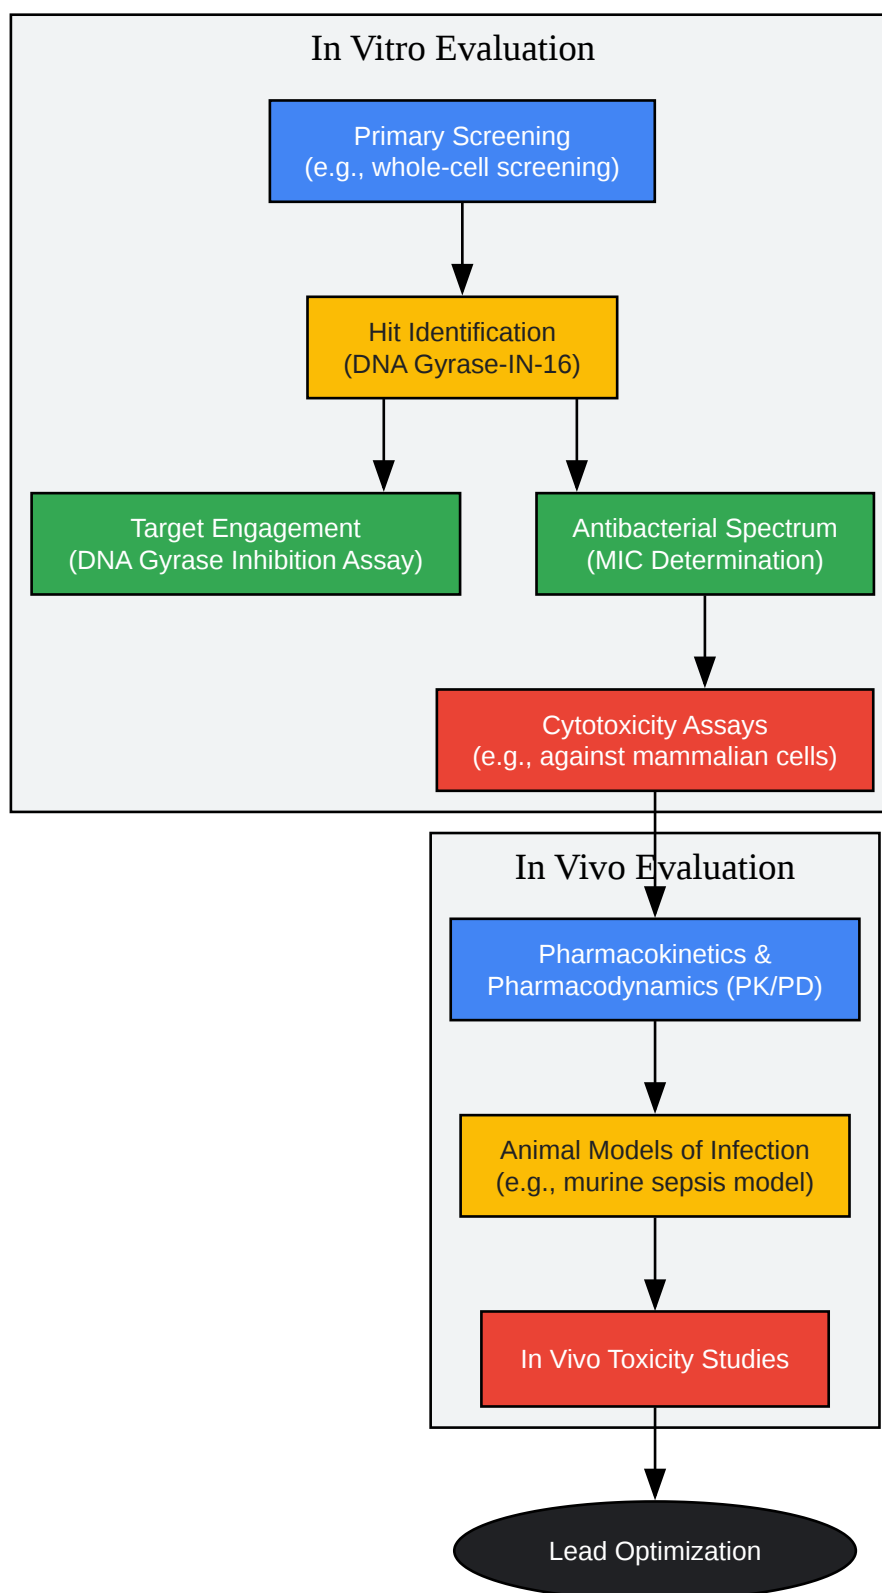 In Vitro Evaluation
Primary Screening
(e.g., whole-cell screening)
Hit Identification
(DNA Gyrase-IN-16)
Target Engagement
(DNA Gyrase Inhibition Assay)
Antibacterial Spectrum
(MIC Determination)
Cytotoxicity Assays
(e.g., against mammalian cells)
In Vivo Evaluation
Pharmacokinetics &
Pharmacodynamics (PK/PD)
Animal Models of Infection
(e.g., murine sepsis model)
In Vivo Toxicity Studies
Lead Optimization